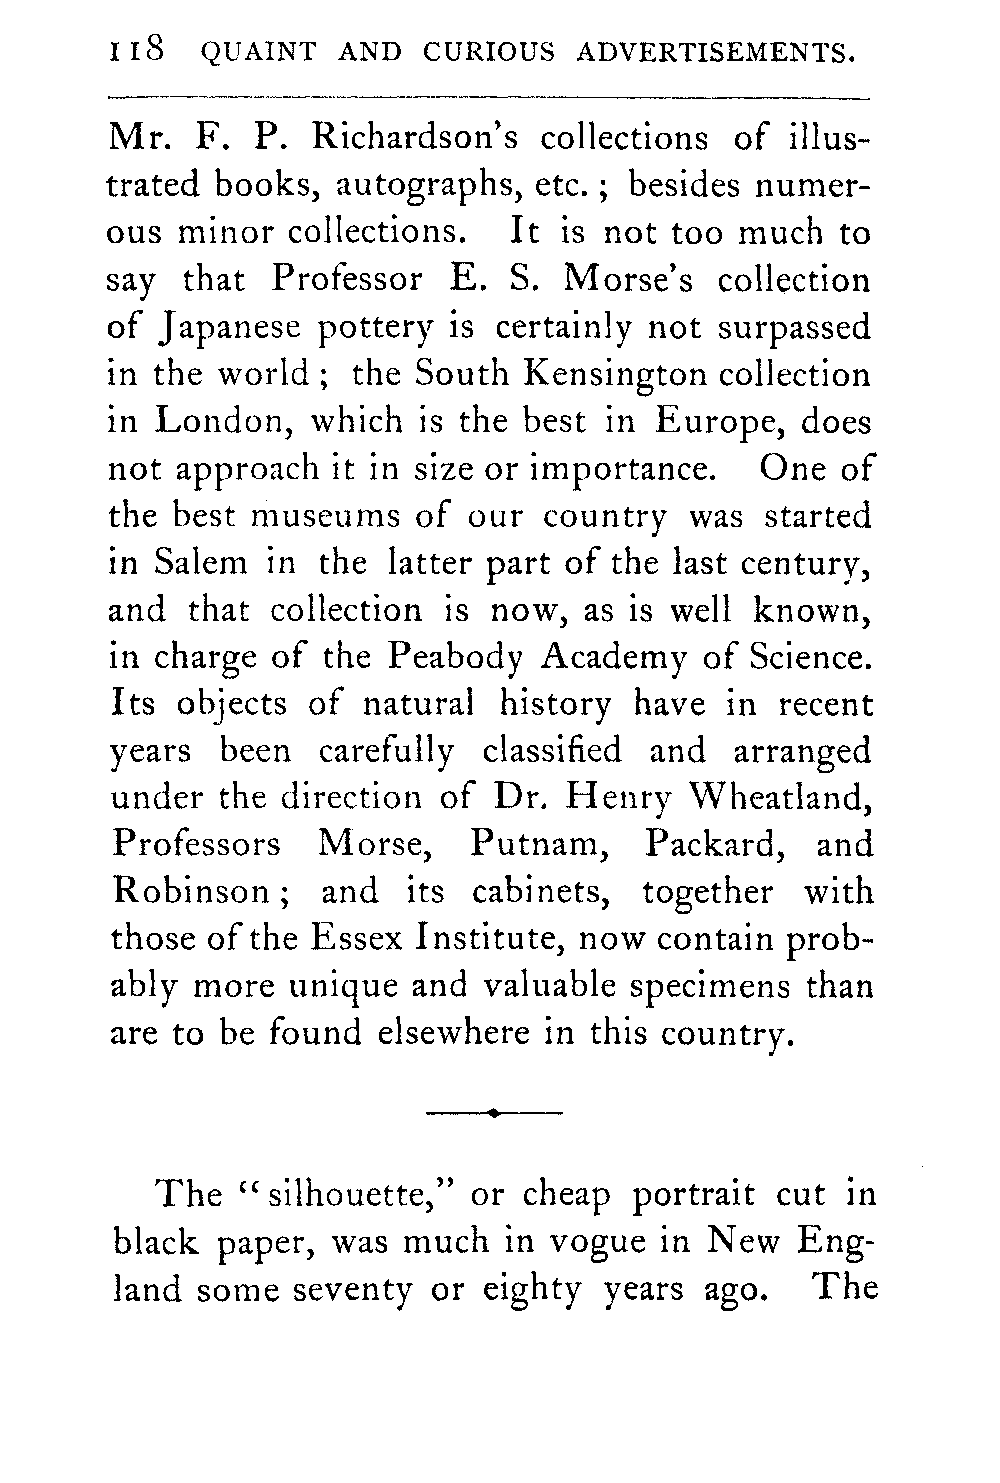 118 QUAINT AND CURIOUS ADVERTISEMENTS.
Mr. F. P. Richardson's collections of illus-
trated books, autographs, etc. ; besides numer-
ous minor collections. It is not too much to
say that Professor E. S. Morse's collection
of Japanese pottery is certainly not surpassed
in the world ; the South Kensington collection
in London, which is the best in Europe, does
not approach it in size or importance. One of
the best museums of our country was started
in Salem in the latter part of the last century,
and that collection is now, as is well known,
in charge of the Peabody Academy of Science.
Its objects of natural history have in recent
years been carefully classified and arranged
under the direction of Dr. Henry Wheatland,
Professors Morse, Putnam, Packard, and
Robinson ; and its cabinets, together with
those of the Essex Institute, now contain prob-
ably more unique and valuable specimens than
are to be found elsewhere in this country.
The “ silhouette,” or cheap portrait cut in
black paper, was much in vogue in New Eng-
land some seventy or eighty years ago. The